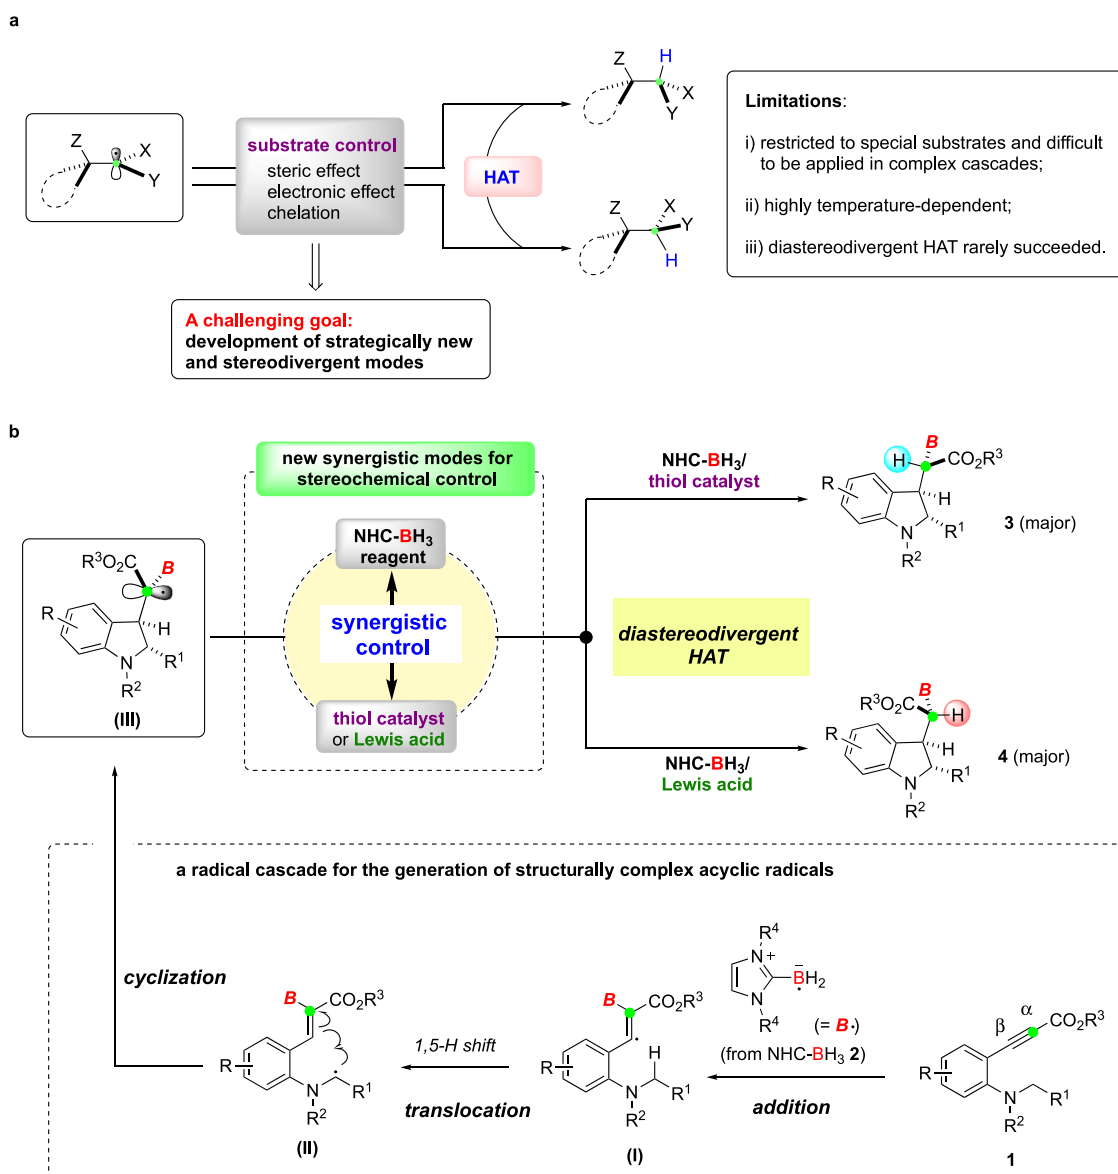 a
Z
X
Y
substrate control
steric effect
electronic effect
chelation
HAT
Z
H
X
Y
Z
X
Y
H
Limitations:
i) restricted to special substrates and difficult
to be applied in complex cascades;
ii) highly temperature-dependent;
iii) diastereodivergent HAT rarely succeeded.
A challenging goal:
development of strategically new
and stereodivergent modes
b
new synergistic modes for
stereochemical control
NHC-BH3
reagent
synergistic
control
thiol catalyst
or Lewis acid
R3O2C
B
R
H
N
R1
R2
(III)
NHC-BH3/
thiol catalyst
B
H
CO2R3
R
H
N
R1
R2
3 (major)
diastereodivergent
HAT
NHC-BH3/
Lewis acid
B
R3O2C
H
R
H
N
R1
R2
4 (major)
a radical cascade for the generation of structurally complex acyclic radicals
cyclization
B
CO2R3
R
N
R1
R2
(II)
1,5-H shift
translocation
B
CO2R3
H
R
N
R1
R2
(I)
R4
N
+
−
BH2
N
R4
(= B·)
(from NHC-BH3 2)
addition
β
α
CO2R3
R
N
R1
R2
1